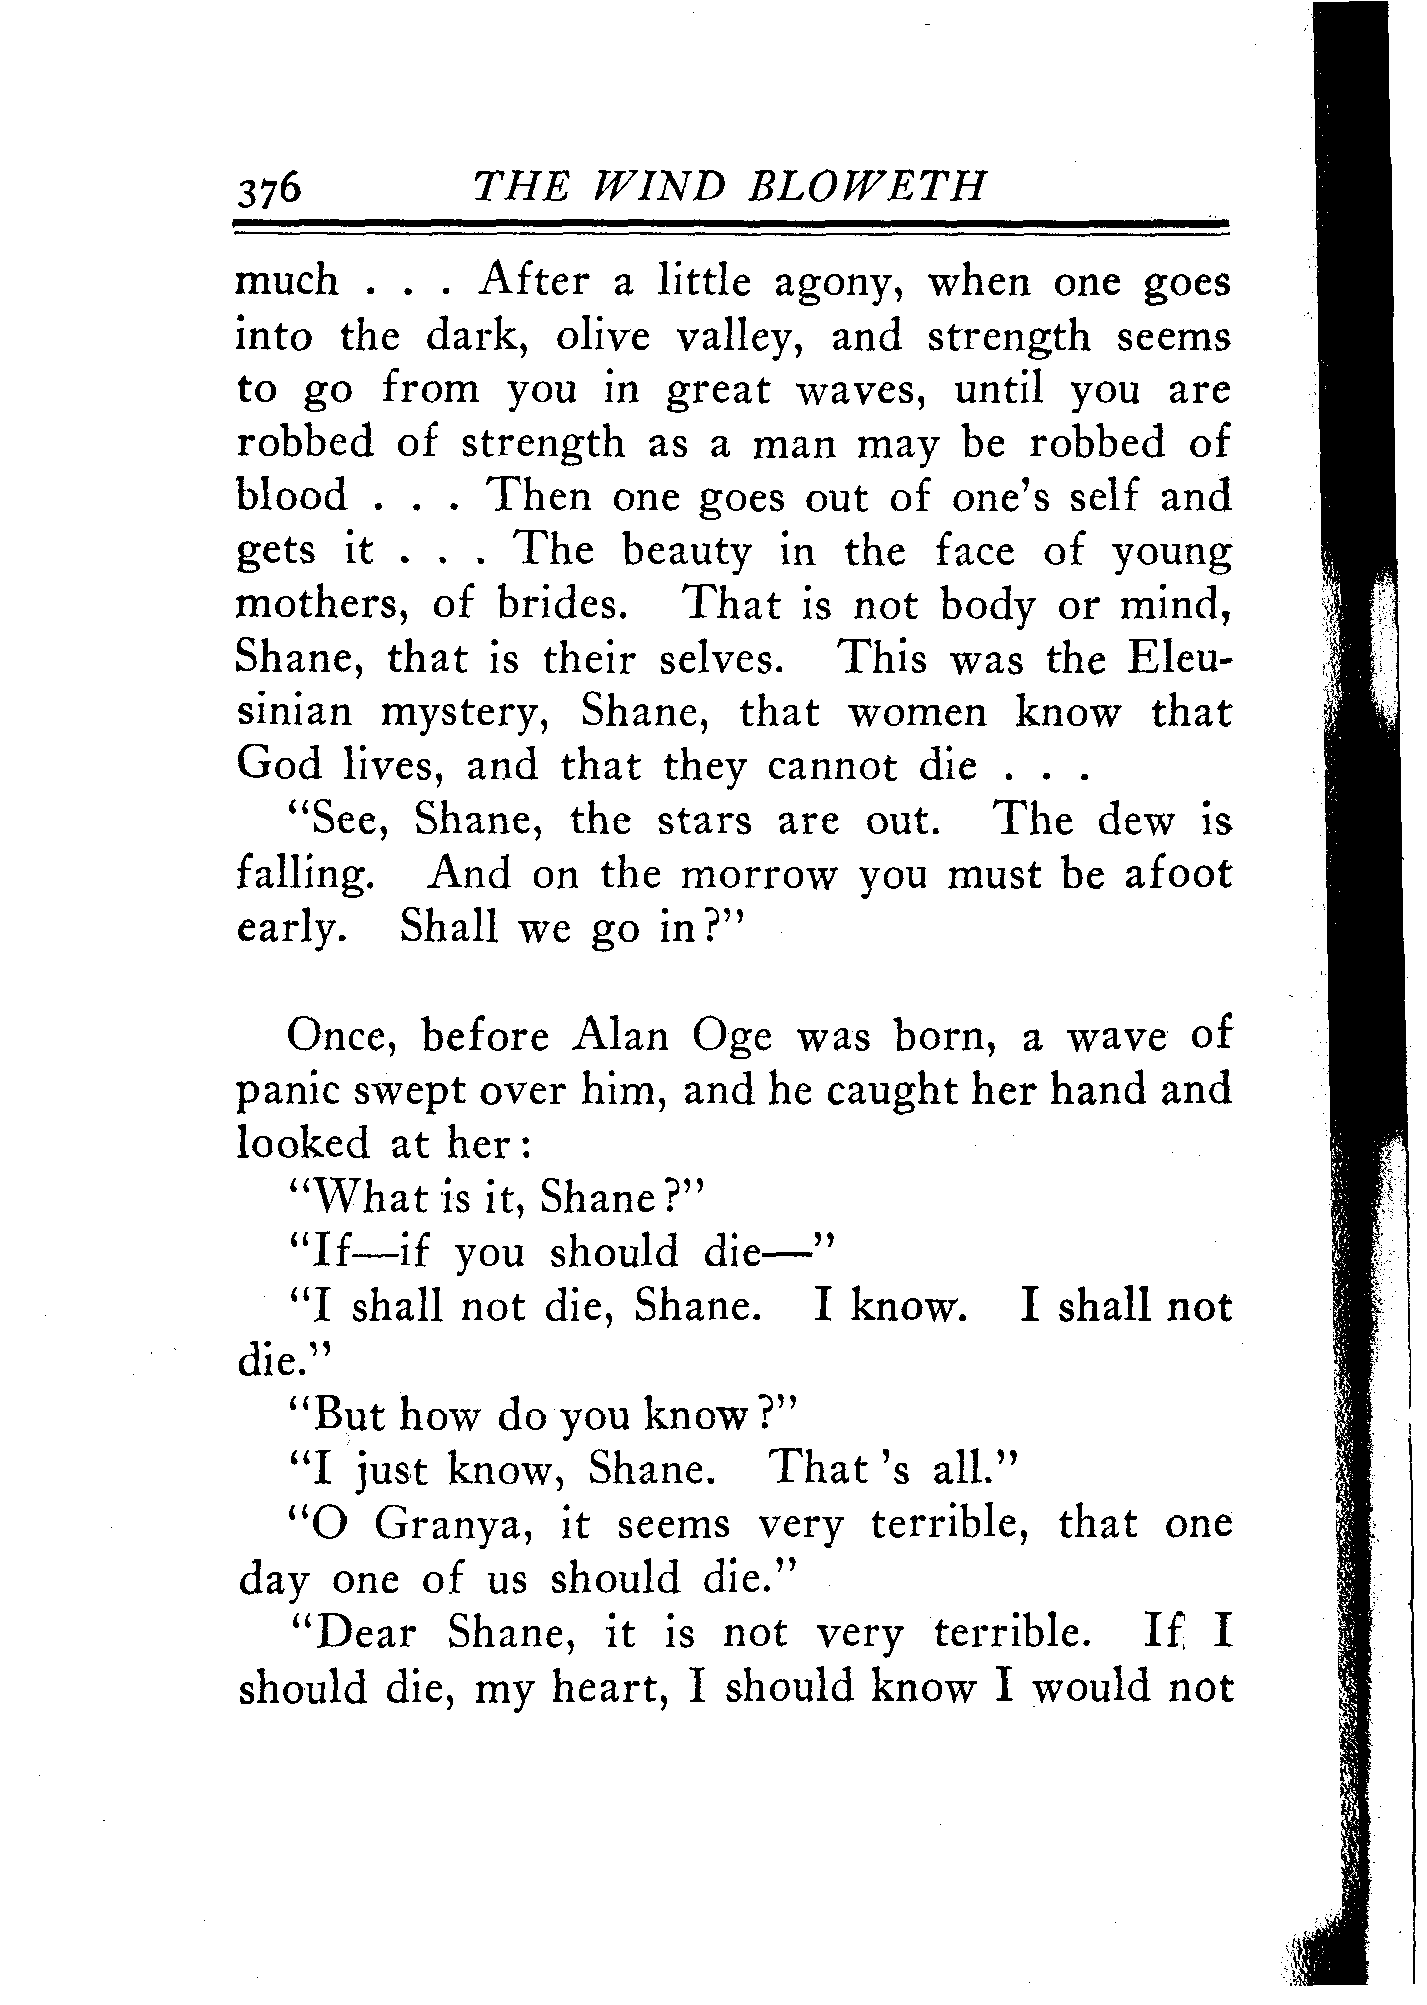 376 THE WIND BLOWETH
much . . . After a little agony, when one goes
into the dark, olive valley, and strength seems
to go from you in great waves, until you are
robbed of strength as a man may be robbed of
blood . . . Then one goes out of one's self and
gets it . . . The beauty in the face of young
mothers, of brides. That is not body or mind,
Shane, that is their selves. This was the Eleu-
sinian mystery, Shane, that women know that
God lives, and that they cannot die . . .
"See, Shane, the stars are out. The dew is
falling. And on the morrow you must be afoot
early. Shall we go in?"
Once, before Alan Oge was born, a wave of
panic swept over him, and he caught her hand and
looked at her:
"What is it, Shane?"
"If—if you should die—"
"I shall not die, Shane. I know. I shall not
die."
"But how do you know?"
"I just know, Shane. That 's all."
"O Granya, it seems very terrible, that one
day one of us should die."
"Dear Shane, it is not very terrible. If I
should die, my heart, I should know I would not